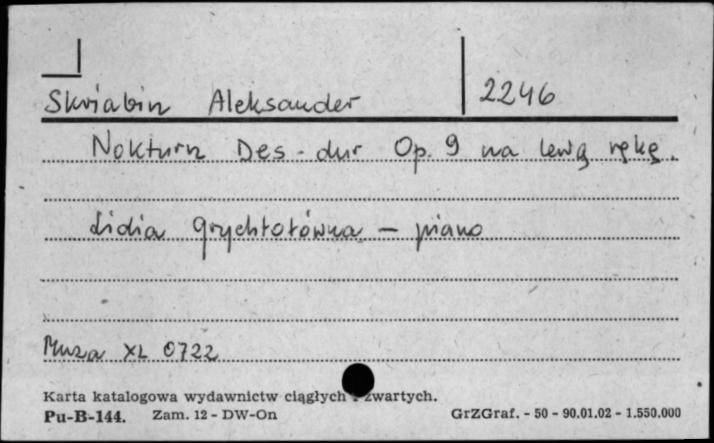 Skriabin Aleksander 2246
Nokturn Des-dur Op. 9 na lewą rękę.
Lidia Grychtołówna - piano
Muza XL 0722
Karta katalogowa wydawnictw ciągłych i zwartych.
Pu-B-144. Zam. 12 - DW-On GrZGraf. - 50 - 90.01.02 - 1.550.000